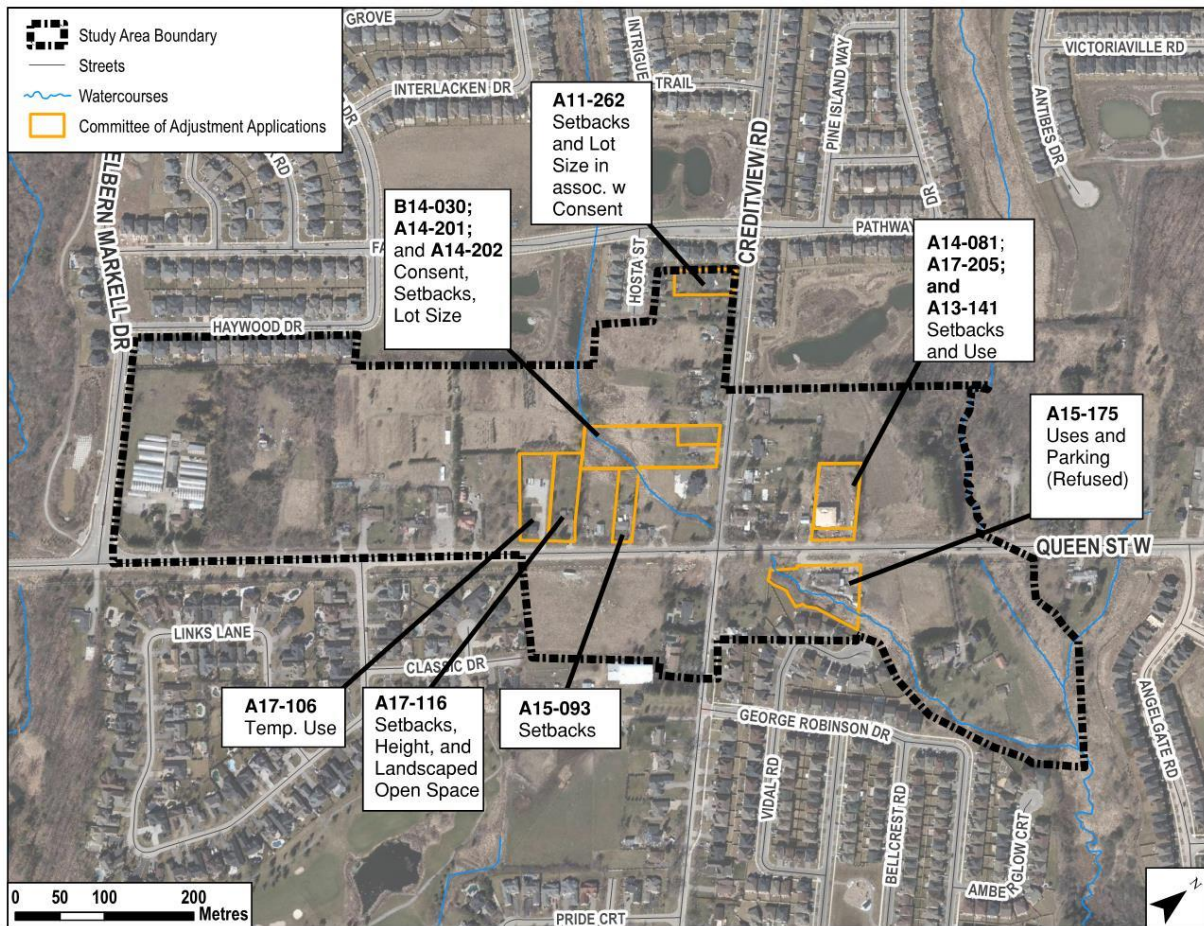 Study Area Boundary
Streets
Watercourses
Committee of Adjustment Applications
GROVE
INTERLACKEN DR
INTRIGUE TRAIL
CREDITVIEW RD
PINE ISLAND WAY
VICTORIAVILLE RD
ANTIBES DR
ELBERN MARKELL DR
DR
RD
A11-262
Setbacks
and Lot
Size in
assoc. w
Consent
B14-030;
A14-201;
and A14-202
Consent,
Setbacks,
Lot Size
FA
HOSTA ST
PATHWAY
DR
A14-081;
A17-205;
and
A13-141
Setbacks
and Use
HAYWOOD DR
A15-175
Uses and
Parking
(Refused)
QUEEN ST W
LINKS LANE
CLASSIC DR
A17-106
Temp. Use
A17-116
Setbacks,
Height, and
Landscaped
Open Space
A15-093
Setbacks
GEORGE ROBINSON DR
VIDAL RD
BELLCREST RD
AMBERGLOW CRT
ANGELGATE RD
PRIDE CRT
0 50 100 200
Metres
N